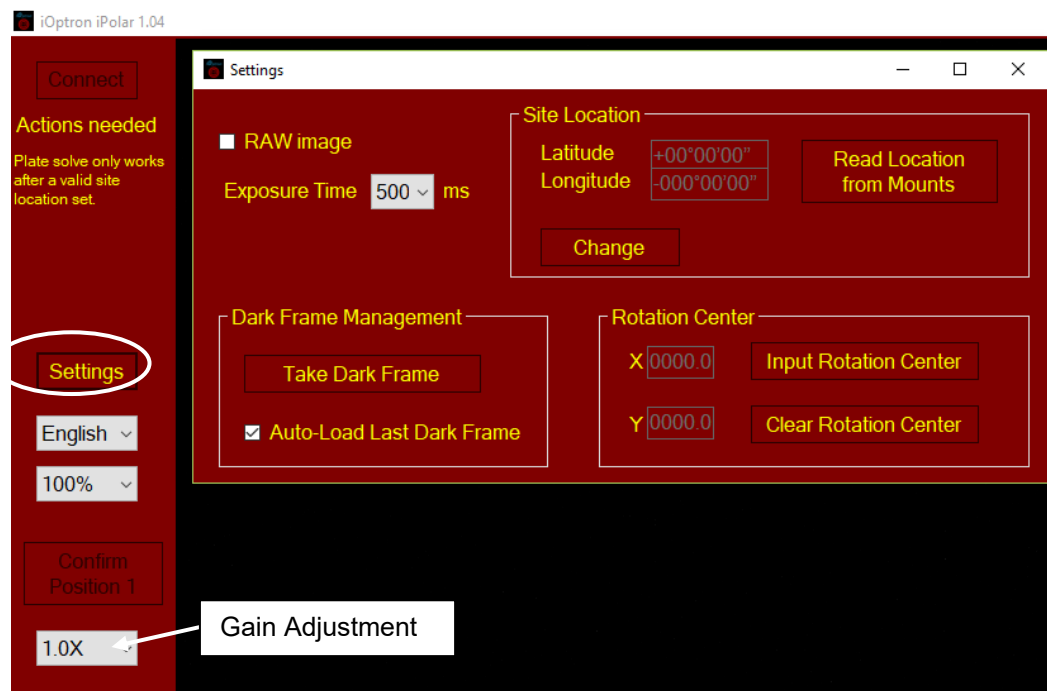 iOptron iPolar 1.04
Connect
Actions needed
Plate solve only works
after a valid site
location set.
Settings
English
100%
Confirm
Position 1
1.0X
Gain Adjustment
Settings
RAW image
Exposure Time 500 ms
Site Location
Latitude +00°00'00"
Longitude -000°00'00"
Read Location
from Mounts
Change
Dark Frame Management
Take Dark Frame
Auto-Load Last Dark Frame
Rotation Center
X 0000.0 Input Rotation Center
Y 0000.0 Clear Rotation Center